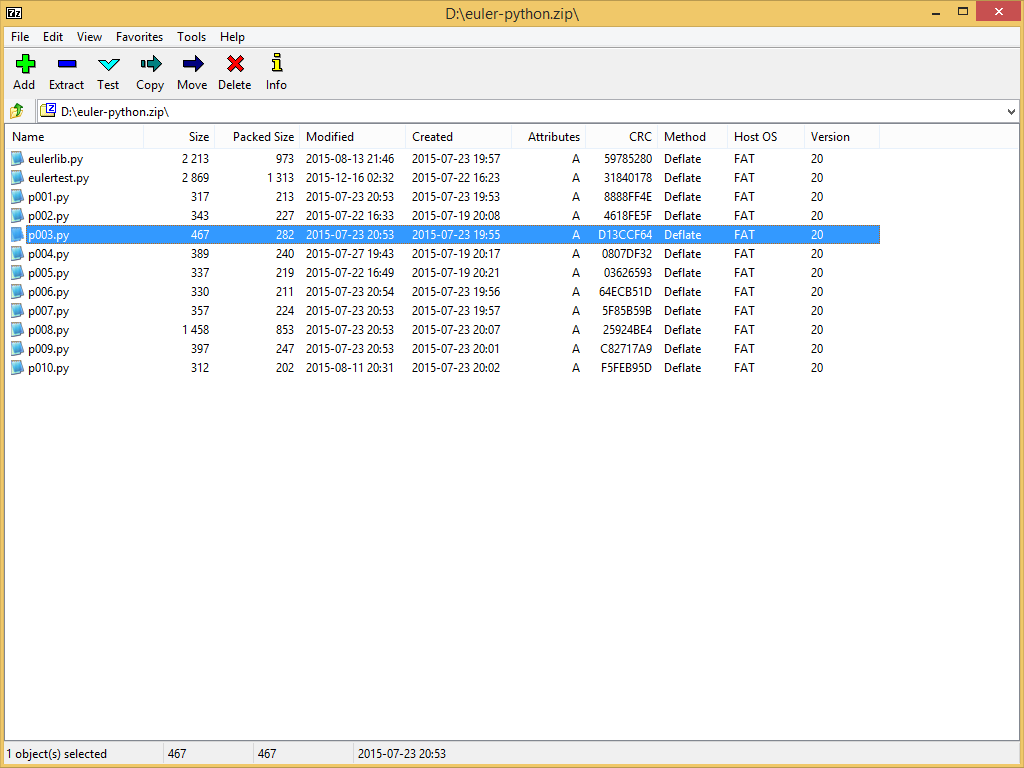 7z D:\euler-python.zip\
File Edit View Favorites Tools Help
Add Extract Test Copy Move Delete Info
D:\euler-python.zip\
Name Size Packed Size Modified Created Attributes CRC Method Host OS Version
eulerlib.py 2 213 973 2015-08-13 21:46 2015-07-23 19:57 A 59785280 Deflate FAT 20
eulertest.py 2 869 1 313 2015-12-16 02:32 2015-07-22 16:23 A 31840178 Deflate FAT 20
p001.py 317 213 2015-07-23 20:53 2015-07-23 19:53 A 8888FF4E Deflate FAT 20
p002.py 343 227 2015-07-22 16:33 2015-07-19 20:08 A 4618FE5F Deflate FAT 20
p003.py 467 282 2015-07-23 20:53 2015-07-23 19:55 A D13CCF64 Deflate FAT 20
p004.py 389 240 2015-07-27 19:43 2015-07-19 20:17 A 0807DF32 Deflate FAT 20
p005.py 337 219 2015-07-22 16:49 2015-07-19 20:21 A 03626593 Deflate FAT 20
p006.py 330 211 2015-07-23 20:54 2015-07-23 19:56 A 64ECB51D Deflate FAT 20
p007.py 357 224 2015-07-23 20:53 2015-07-23 19:57 A 5F85B59B Deflate FAT 20
p008.py 1 458 853 2015-07-23 20:53 2015-07-23 20:07 A 25924BE4 Deflate FAT 20
p009.py 397 247 2015-07-23 20:53 2015-07-23 20:01 A C82717A9 Deflate FAT 20
p010.py 312 202 2015-08-11 20:31 2015-07-23 20:02 A F5FEB95D Deflate FAT 20
1 object(s) selected 467 467 2015-07-23 20:53